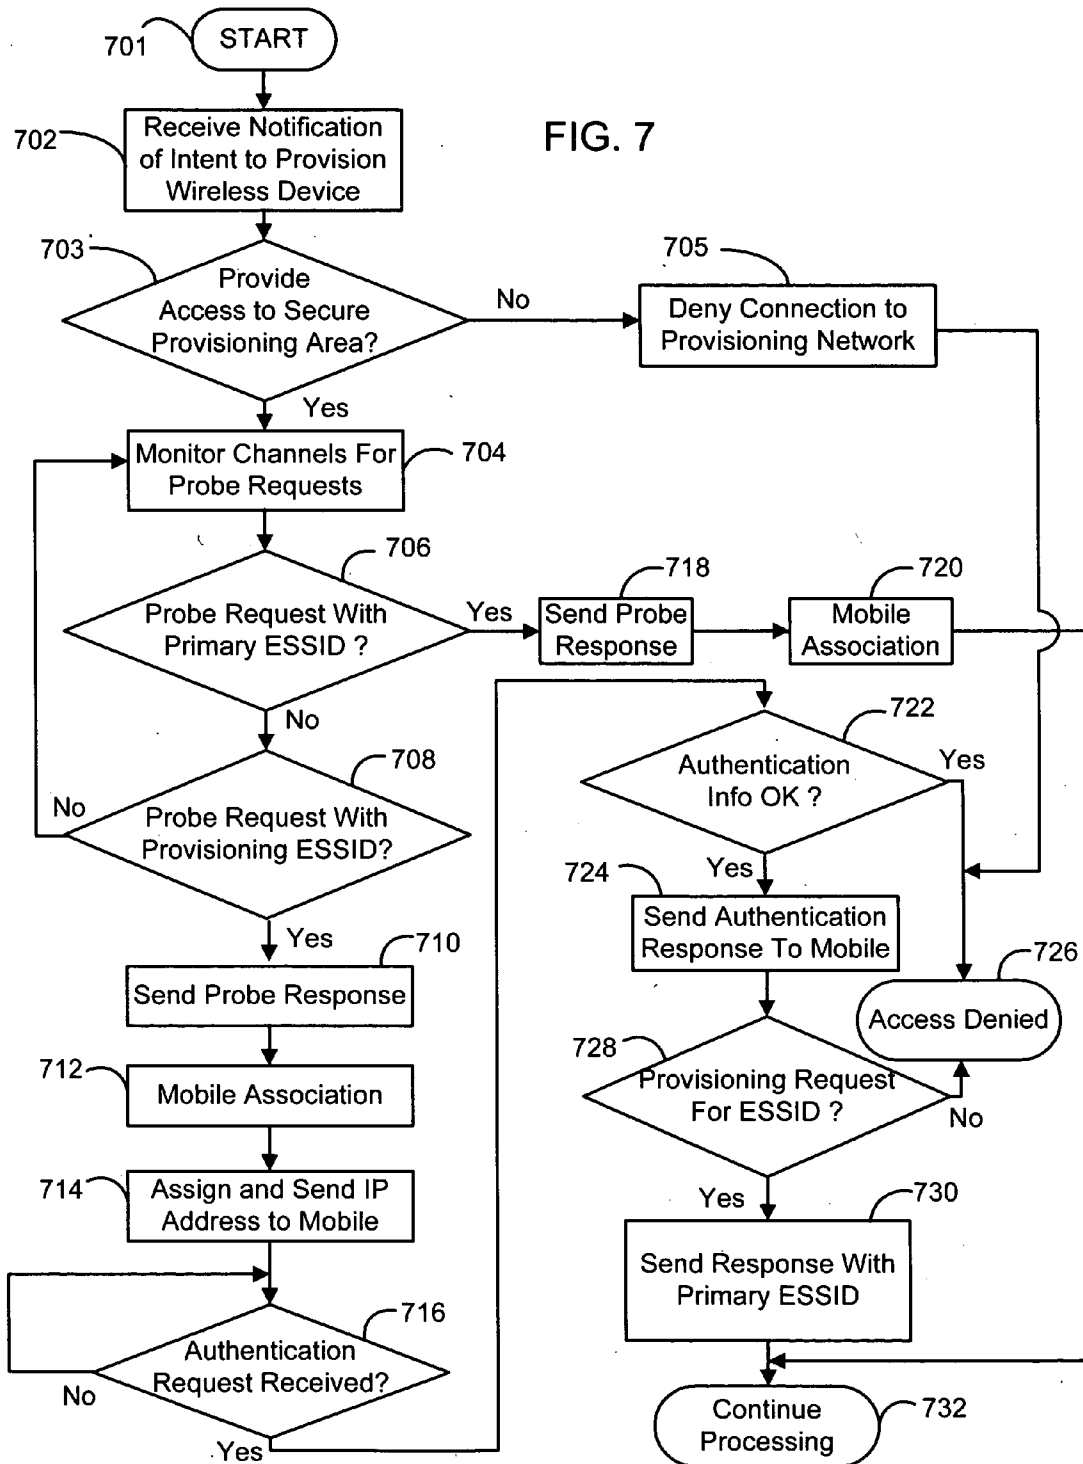 701
START
702
Receive Notification
of Intent to Provision
Wireless Device
FIG. 7
703
Provide
Access to Secure
Provisioning Area?
No
Yes
705
Deny Connection to
Provisioning Network
Monitor Channels For
Probe Requests
704
706
Probe Request With
Primary ESSID ?
Yes
No
718
Send Probe
Response
720
Mobile
Association
708
Probe Request With
Provisioning ESSID?
No
Yes
710
Send Probe Response
712
Mobile Association
714
Assign and Send IP
Address to Mobile
716
Authentication
Request Received?
No
Yes
722
Authentication
Info OK ?
Yes
Yes
724
Send Authentication
Response To Mobile
726
Access Denied
728
Provisioning Request
For ESSID ?
No
Yes
730
Send Response With
Primary ESSID
Continue
Processing
732